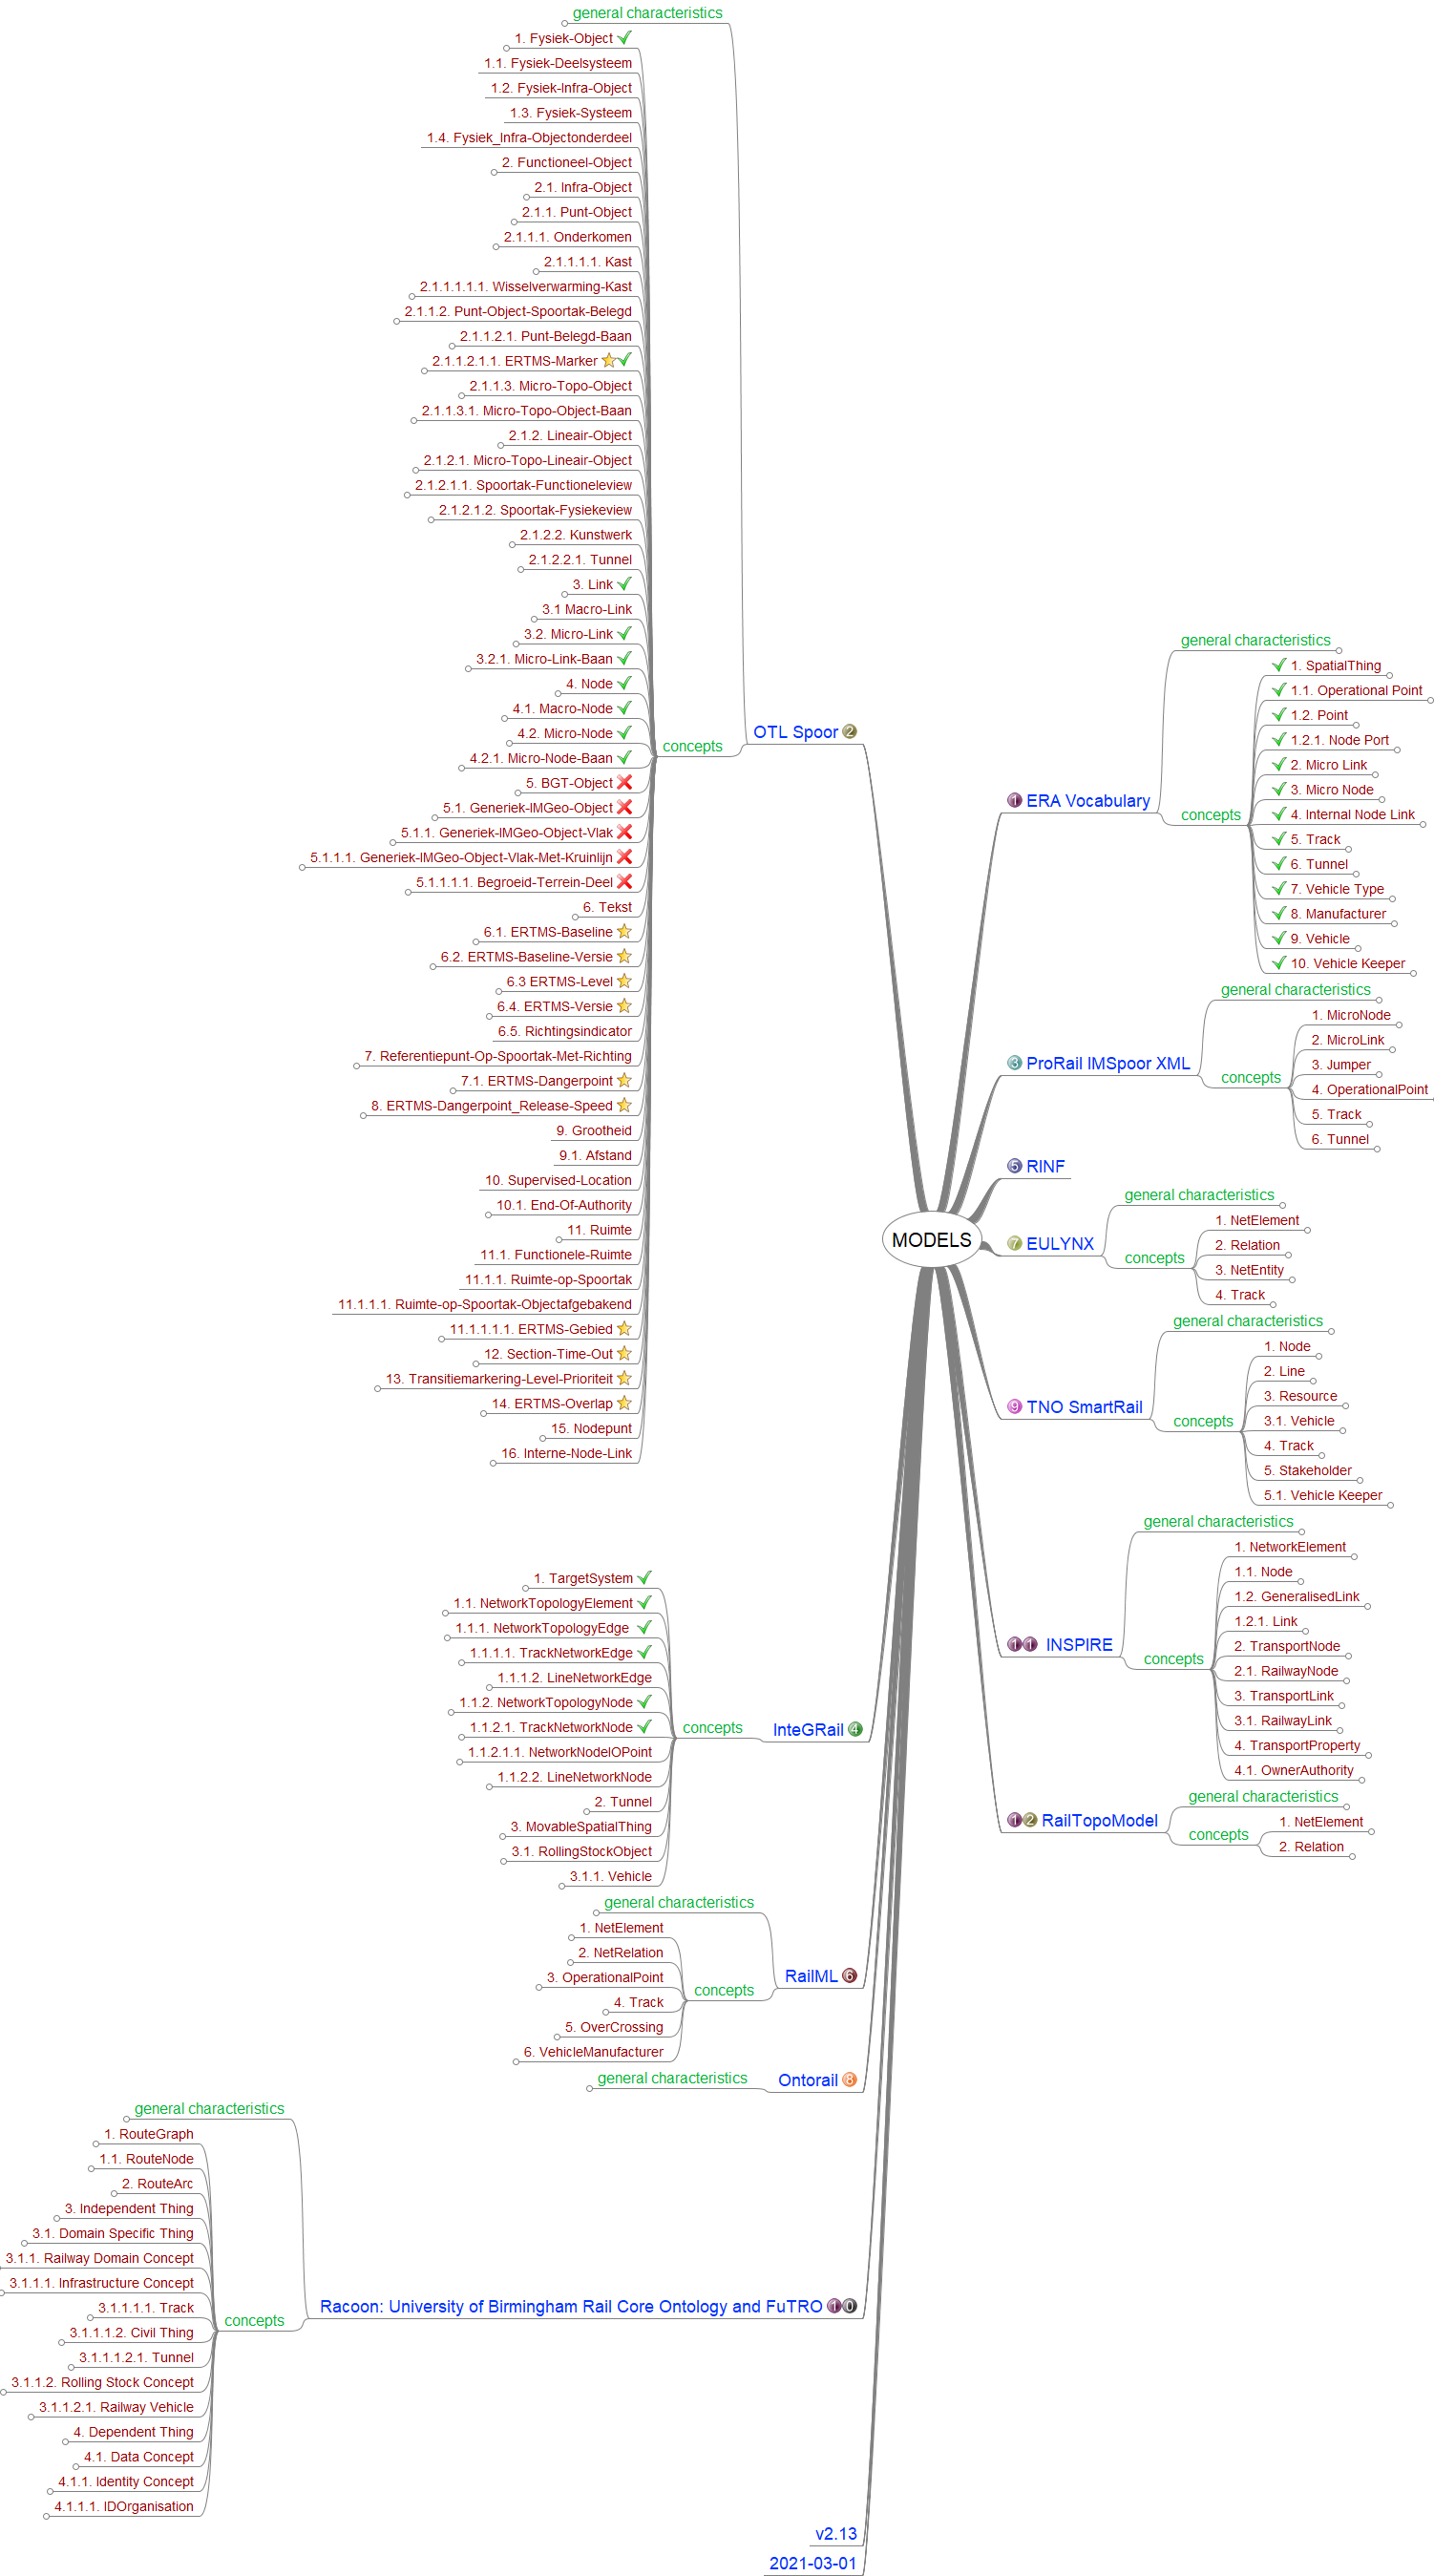 general characteristics
1. Fysiek-Object
1.1. Fysiek-Deelsysteem
1.2. Fysiek-Infra-Object
1.3. Fysiek-Systeem
1.4. Fysiek_Infra-Objectonderdeel
2. Functioneel-Object
2.1. Infra-Object
2.1.1. Punt-Object
2.1.1.1. Onderkomen
2.1.1.1.1. Kast
2.1.1.1.1.1. Wisselverwarming-Kast
2.1.1.2. Punt-Object-Spoortak-Belegd
2.1.1.2.1. Punt-Belegd-Baan
2.1.1.2.1.1. ERTMS-Marker
2.1.1.3. Micro-Topo-Object
2.1.1.3.1. Micro-Topo-Object-Baan
2.1.2. Lineair-Object
2.1.2.1. Micro-Topo-Lineair-Object
2.1.2.1.1. Spoortak-Functioneleview
2.1.2.1.2. Spoortak-Fysiekeview
2.1.2.2. Kunstwerk
2.1.2.2.1. Tunnel
3. Link
3.1 Macro-Link
3.2. Micro-Link
3.2.1. Micro-Link-Baan
4. Node
4.1. Macro-Node
4.2. Micro-Node
4.2.1. Micro-Node-Baan
5. BGT-Object
5.1. Generiek-IMGeo-Object
5.1.1. Generiek-IMGeo-Object-Vlak
5.1.1.1. Generiek-IMGeo-Object-Vlak-Met-Kruinlijn
5.1.1.1.1. Begroeid-Terrein-Deel
6. Tekst
6.1. ERTMS-Baseline
6.2. ERTMS-Baseline-Versie
6.3 ERTMS-Level
6.4. ERTMS-Versie
6.5. Richtingsindicator
7. Referentiepunt-Op-Spoortak-Met-Richting
7.1. ERTMS-Dangerpoint
8. ERTMS-Dangerpoint_Release-Speed
9. Grootheid
9.1. Afstand
10. Supervised-Location
10.1. End-Of-Authority
11. Ruimte
11.1. Functionele-Ruimte
11.1.1. Ruimte-op-Spoortak
11.1.1.1. Ruimte-op-Spoortak-Objectafgebakend
11.1.1.1.1. ERTMS-Gebied
12. Section-Time-Out
13. Transitiemarkering-Level-Prioriteit
14. ERTMS-Overlap
15. Nodepunt
16. Interne-Node-Link
concepts
OTL Spoor 2
1. TargetSystem
1.1. NetworkTopologyElement
1.1.1. NetworkTopologyEdge
1.1.1.1. TrackNetworkEdge
1.1.1.2. LineNetworkEdge
1.1.2. NetworkTopologyNode
1.1.2.1. TrackNetworkNode
1.1.2.1.1. NetworkNodeIOPoint
1.1.2.2. LineNetworkNode
2. Tunnel
3. MovableSpatialThing
3.1. RollingStockObject
3.1.1. Vehicle
concepts
InteGRail 4
general characteristics
1. NetElement
2. NetRelation
3. OperationalPoint
4. Track
5. OverCrossing
6. VehicleManufacturer
concepts
RailML 6
general characteristics
Ontorail 8
general characteristics
1. RouteGraph
1.1. RouteNode
2. RouteArc
3. Independent Thing
3.1. Domain Specific Thing
3.1.1. Railway Domain Concept
3.1.1.1. Infrastructure Concept
3.1.1.1.1. Track
3.1.1.1.2. Civil Thing
3.1.1.1.2.1. Tunnel
3.1.1.2. Rolling Stock Concept
3.1.1.2.1. Railway Vehicle
4. Dependent Thing
4.1. Data Concept
4.1.1. Identity Concept
4.1.1.1. IDOrganisation
concepts
Racoon: University of Birmingham Rail Core Ontology and FuTRO 1 0
v2.13
2021-03-01
MODELS
1 ERA Vocabulary
general characteristics
concepts
1. SpatialThing
1.1. Operational Point
1.2. Point
1.2.1. Node Port
2. Micro Link
3. Micro Node
4. Internal Node Link
5. Track
6. Tunnel
7. Vehicle Type
8. Manufacturer
9. Vehicle
10. Vehicle Keeper
3 ProRail IMSpoor XML
general characteristics
concepts
1. MicroNode
2. MicroLink
3. Jumper
4. OperationalPoint
5. Track
6. Tunnel
5 RINF
7 EULYNX
general characteristics
concepts
1. NetElement
2. Relation
3. NetEntity
4. Track
9 TNO SmartRail
general characteristics
concepts
1. Node
2. Line
3. Resource
3.1. Vehicle
4. Track
5. Stakeholder
5.1. Vehicle Keeper
1 1 INSPIRE
general characteristics
concepts
1. NetworkElement
1.1. Node
1.2. GeneralisedLink
1.2.1. Link
2. TransportNode
2.1. RailwayNode
3. TransportLink
3.1. RailwayLink
4. TransportProperty
4.1. OwnerAuthority
1 2 RailTopoModel
general characteristics
concepts
1. NetElement
2. Relation